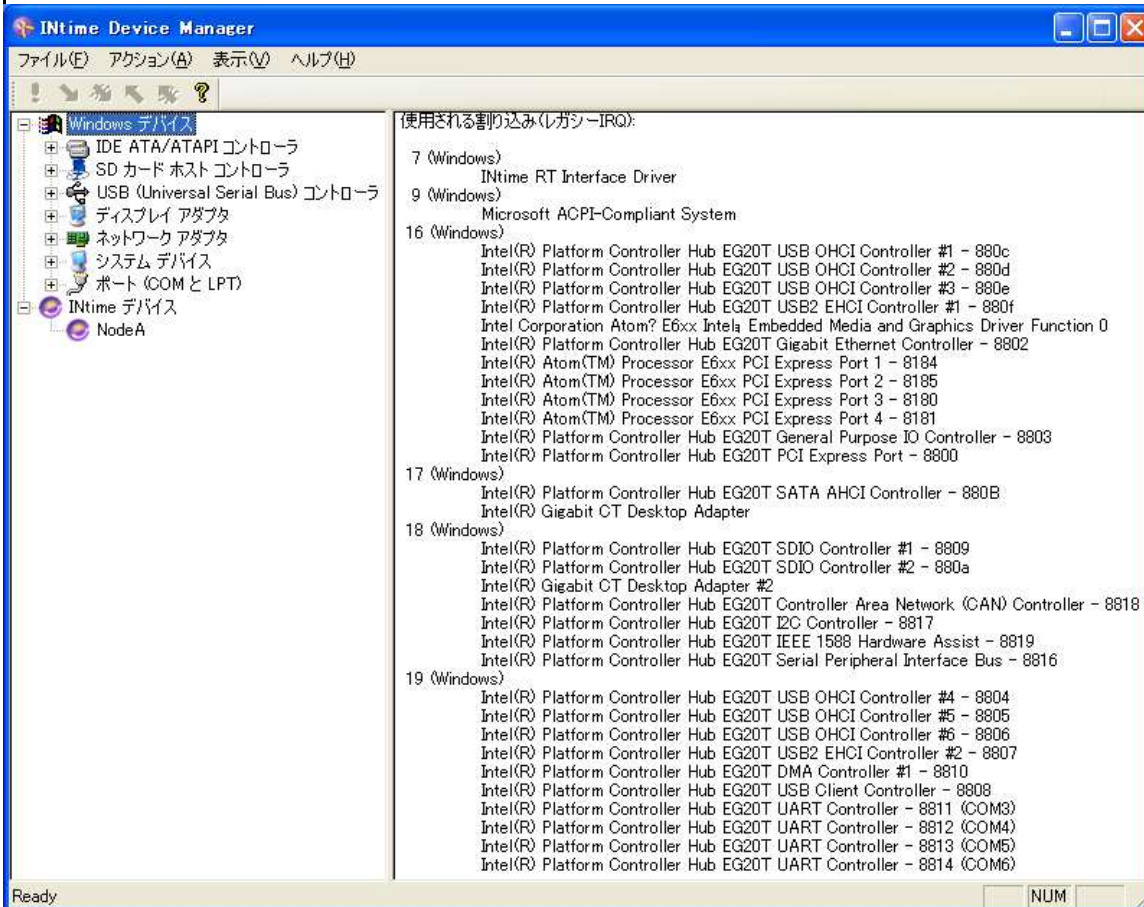 INtime Device Manager
ファイル(F) アクション(A) 表示(V) ヘルプ(H)
Windows デバイス
IDE ATA/ATAPI コントローラ
SD カード ホスト コントローラ
USB (Universal Serial Bus) コントローラ
ディスプレイ アダプタ
ネットワーク アダプタ
システム デバイス
ポート (COM と LPT)
INtime デバイス
NodeA
使用される割り込み(レガシーIRQ):
7 (Windows)
INtime RT Interface Driver
9 (Windows)
Microsoft ACPI-Compliant System
16 (Windows)
Intel(R) Platform Controller Hub EG20T USB OHCI Controller #1 - 880c
Intel(R) Platform Controller Hub EG20T USB OHCI Controller #2 - 880d
Intel(R) Platform Controller Hub EG20T USB OHCI Controller #3 - 880e
Intel(R) Platform Controller Hub EG20T USB2 EHCI Controller #1 - 880f
Intel Corporation Atom? E6xx Intelョ Embedded Media and Graphics Driver Function 0
Intel(R) Platform Controller Hub EG20T Gigabit Ethernet Controller - 8802
Intel(R) Atom(TM) Processor E6xx PCI Express Port 1 - 8184
Intel(R) Atom(TM) Processor E6xx PCI Express Port 2 - 8185
Intel(R) Atom(TM) Processor E6xx PCI Express Port 3 - 8180
Intel(R) Atom(TM) Processor E6xx PCI Express Port 4 - 8181
Intel(R) Platform Controller Hub EG20T General Purpose IO Controller - 8803
Intel(R) Platform Controller Hub EG20T PCI Express Port - 8800
17 (Windows)
Intel(R) Platform Controller Hub EG20T SATA AHCI Controller - 880B
Intel(R) Gigabit CT Desktop Adapter
18 (Windows)
Intel(R) Platform Controller Hub EG20T SDIO Controller #1 - 8809
Intel(R) Platform Controller Hub EG20T SDIO Controller #2 - 880a
Intel(R) Gigabit CT Desktop Adapter #2
Intel(R) Platform Controller Hub EG20T Controller Area Network (CAN) Controller - 8818
Intel(R) Platform Controller Hub EG20T I2C Controller - 8817
Intel(R) Platform Controller Hub EG20T IEEE 1588 Hardware Assist - 8819
Intel(R) Platform Controller Hub EG20T Serial Peripheral Interface Bus - 8816
19 (Windows)
Intel(R) Platform Controller Hub EG20T USB OHCI Controller #4 - 8804
Intel(R) Platform Controller Hub EG20T USB OHCI Controller #5 - 8805
Intel(R) Platform Controller Hub EG20T USB OHCI Controller #6 - 8806
Intel(R) Platform Controller Hub EG20T USB2 EHCI Controller #2 - 8807
Intel(R) Platform Controller Hub EG20T DMA Controller #1 - 8810
Intel(R) Platform Controller Hub EG20T USB Client Controller - 8808
Intel(R) Platform Controller Hub EG20T UART Controller - 8811 (COM3)
Intel(R) Platform Controller Hub EG20T UART Controller - 8812 (COM4)
Intel(R) Platform Controller Hub EG20T UART Controller - 8813 (COM5)
Intel(R) Platform Controller Hub EG20T UART Controller - 8814 (COM6)
Ready
NUM